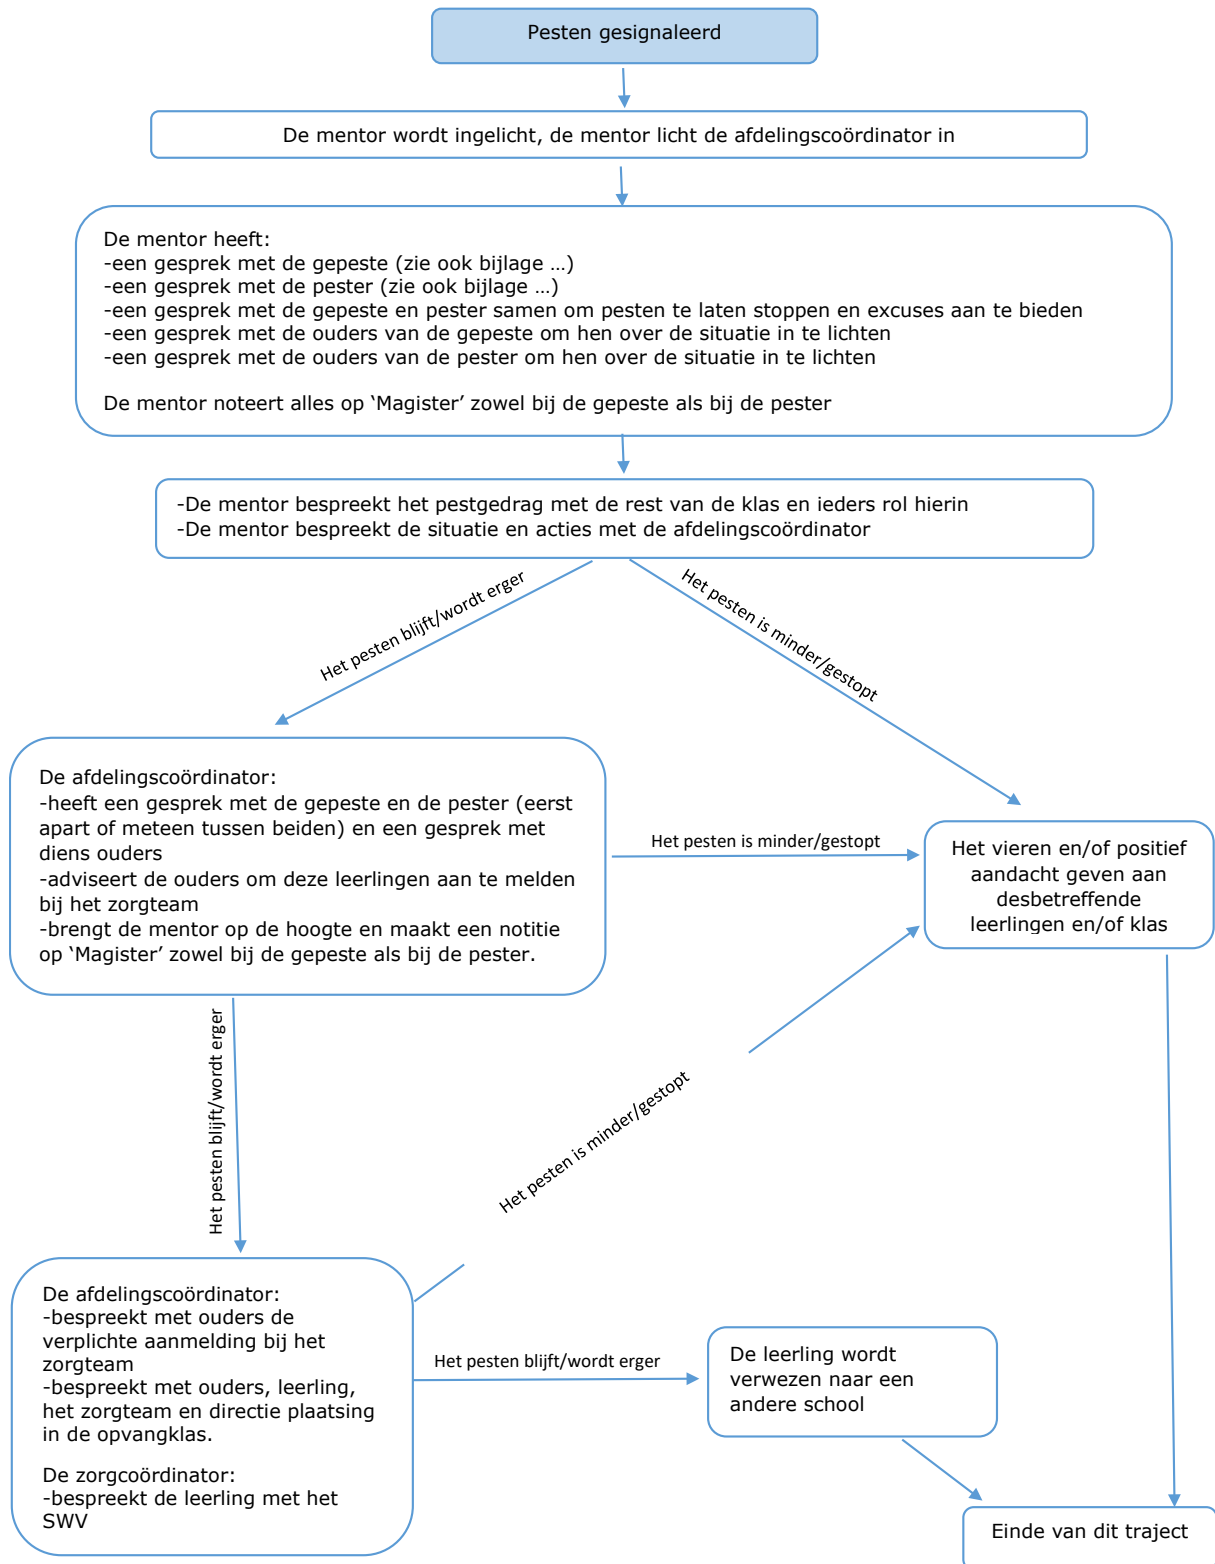 Pesten gesignaleerd
De mentor wordt ingelicht, de mentor licht de afdelingscoördinator in
De mentor heeft:
-een gesprek met de gepeste (zie ook bijlage …)
-een gesprek met de pester (zie ook bijlage …)
-een gesprek met de gepeste en pester samen om pesten te laten stoppen en excuses aan te bieden
-een gesprek met de ouders van de gepeste om hen over de situatie in te lichten
-een gesprek met de ouders van de pester om hen over de situatie in te lichten
De mentor noteert alles op ‘Magister’ zowel bij de gepeste als bij de pester
-De mentor bespreekt het pestgedrag met de rest van de klas en ieders rol hierin
-De mentor bespreekt de situatie en acties met de afdelingscoördinator
Het pesten blijft/wordt erger
Het pesten is minder/gestopt
De afdelingscoördinator:
-heeft een gesprek met de gepeste en de pester (eerst
apart of meteen tussen beiden) en een gesprek met
diens ouders
-adviseert de ouders om deze leerlingen aan te melden
bij het zorgteam
-brengt de mentor op de hoogte en maakt een notitie
op ‘Magister’ zowel bij de gepeste als bij de pester.
Het pesten is minder/gestopt
Het vieren en/of positief
aandacht geven aan
desbetreffende
leerlingen en/of klas
Het pesten blijft/wordt erger
Het pesten is minder/gestopt
De afdelingscoördinator:
-bespreekt met ouders de
verplichte aanmelding bij het
zorgteam
-bespreekt met ouders, leerling,
het zorgteam en directie plaatsing
in de opvangklas.
De zorgcoördinator:
-bespreekt de leerling met het
SWV
Het pesten blijft/wordt erger
De leerling wordt
verwezen naar een
andere school
Einde van dit traject